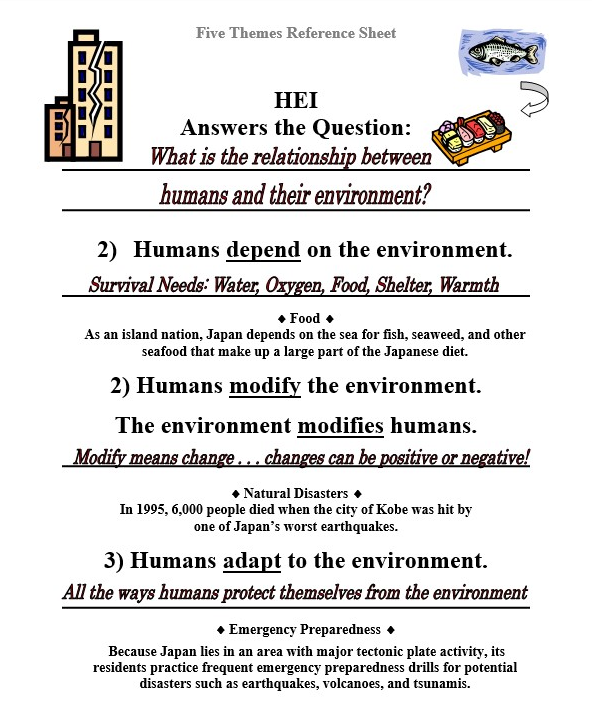 Five Themes Reference Sheet
HEI
Answers the Question:
What is the relationship between
humans and their environment?
2) Humans depend on the environment.
Survival Needs: Water, Oxygen, Food, Shelter, Warmth
♦ Food ♦
As an island nation, Japan depends on the sea for fish, seaweed, and other
seafood that make up a large part of the Japanese diet.
2) Humans modify the environment.
The environment modifies humans.
Modify means change . . . changes can be positive or negative!
♦ Natural Disasters ♦
In 1995, 6,000 people died when the city of Kobe was hit by
one of Japan's worst earthquakes.
3) Humans adapt to the environment.
All the ways humans protect themselves from the environment
♦ Emergency Preparedness ♦
Because Japan lies in an area with major tectonic plate activity, its
residents practice frequent emergency preparedness drills for potential
disasters such as earthquakes, volcanoes, and tsunamis.